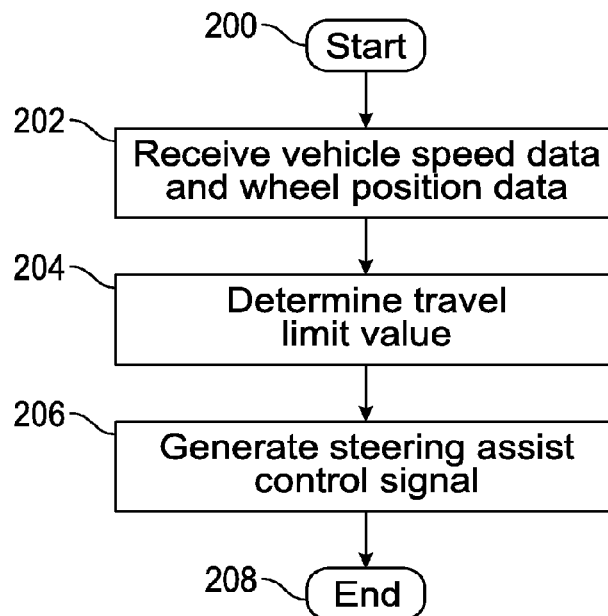 200
Start
202
Receive vehicle speed data
and wheel position data
204
Determine travel
limit value
206
Generate steering assist
control signal
208
End